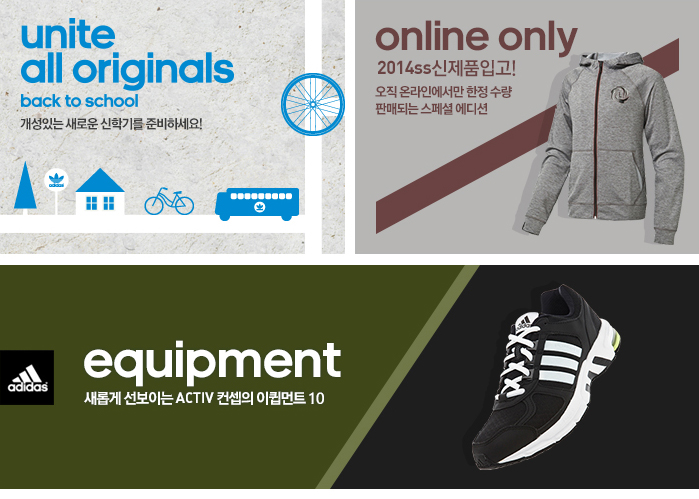 unite
all originals
back to school
개성있는 새로운 신학기를 준비하세요!
adidas
online only
2014ss신제품입고!
오직 온라인에서만 한정 수량
판매되는 스페셜 에디션
adidas
equipment
새롭게 선보이는 ACTIV 컨셉의 이큅먼트 10